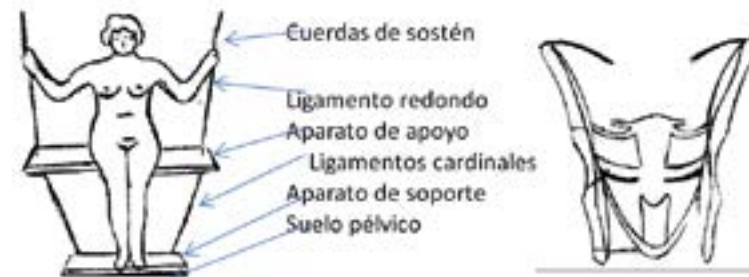 Cuerdas de sostén
Ligamento redondo
Aparato de apoyo
Ligamentos cardinales
Aparato de soporte
Suelo pélvico